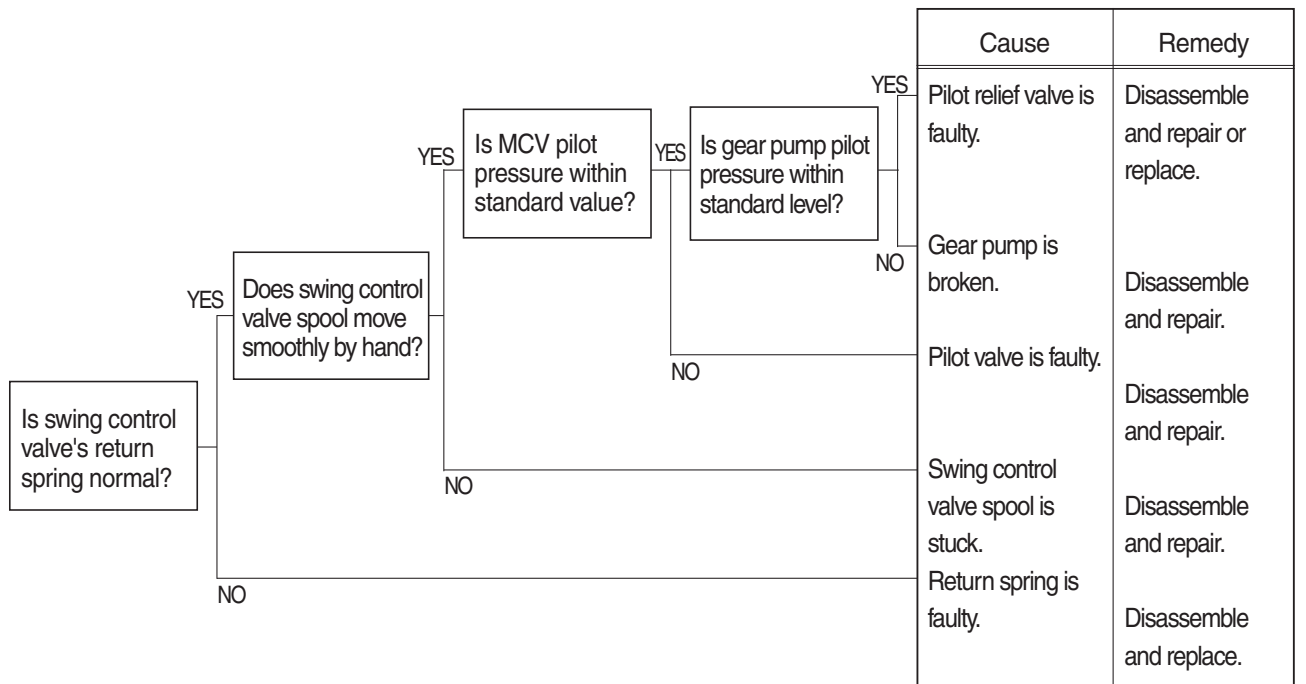 Cause
Remedy
YES
Pilot relief valve is
faulty.
Disassemble
and repair or
replace.
YES
Is MCV pilot
pressure within
standard value?
YES
Is gear pump pilot
pressure within
standard level?
NO
Gear pump is
broken.
Disassemble
and repair.
YES
Does swing control
valve spool move
smoothly by hand?
NO
Pilot valve is faulty.
Disassemble
and repair.
Is swing control
valve's return
spring normal?
NO
Swing control
valve spool is
stuck.
Disassemble
and repair.
NO
Return spring is
faulty.
Disassemble
and replace.